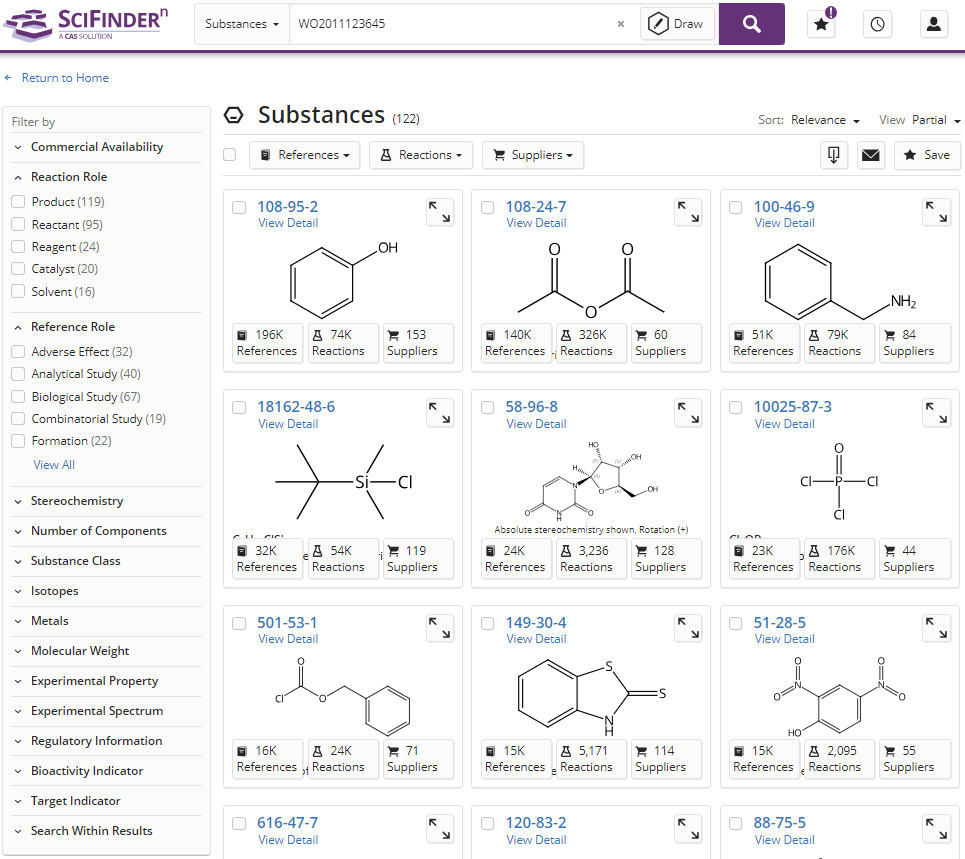 SCIFINDERⁿ
A CAS SOLUTION
Substances
WO2011123645
×
Draw
!
Return to Home
Filter by
Commercial Availability
Reaction Role
Product (119)
Reactant (95)
Reagent (24)
Catalyst (20)
Solvent (16)
Reference Role
Adverse Effect (32)
Analytical Study (40)
Biological Study (67)
Combinatorial Study (19)
Formation (22)
View All
Stereochemistry
Number of Components
Substance Class
Isotopes
Metals
Molecular Weight
Experimental Property
Experimental Spectrum
Regulatory Information
Bioactivity Indicator
Target Indicator
Search Within Results
Substances (122)
Sort: Relevance View Partial
References Reactions Suppliers Save
108-95-2
View Detail
OH
196K References
74K Reactions
153 Suppliers
108-24-7
View Detail
O O
O
140K References
326K Reactions
60 Suppliers
100-46-9
View Detail
NH₂
51K References
79K Reactions
84 Suppliers
18162-48-6
View Detail
Si Cl
32K References
54K Reactions
119 Suppliers
58-96-8
View Detail
HO
OH
(R) (S)
H
N (R) (R)
O OH
O O
N
H
Absolute stereochemistry shown, Rotation (+)
24K References
3,236 Reactions
128 Suppliers
10025-87-3
View Detail
O
Cl P Cl
Cl
23K References
176K Reactions
44 Suppliers
501-53-1
View Detail
O
Cl O
16K References
24K Reactions
71 Suppliers
149-30-4
View Detail
S
S
N
H
15K References
5,171 Reactions
114 Suppliers
51-28-5
View Detail
O O
N N
O O
HO
15K References
2,095 Reactions
55 Suppliers
616-47-7
View Detail
120-83-2
View Detail
88-75-5
View Detail